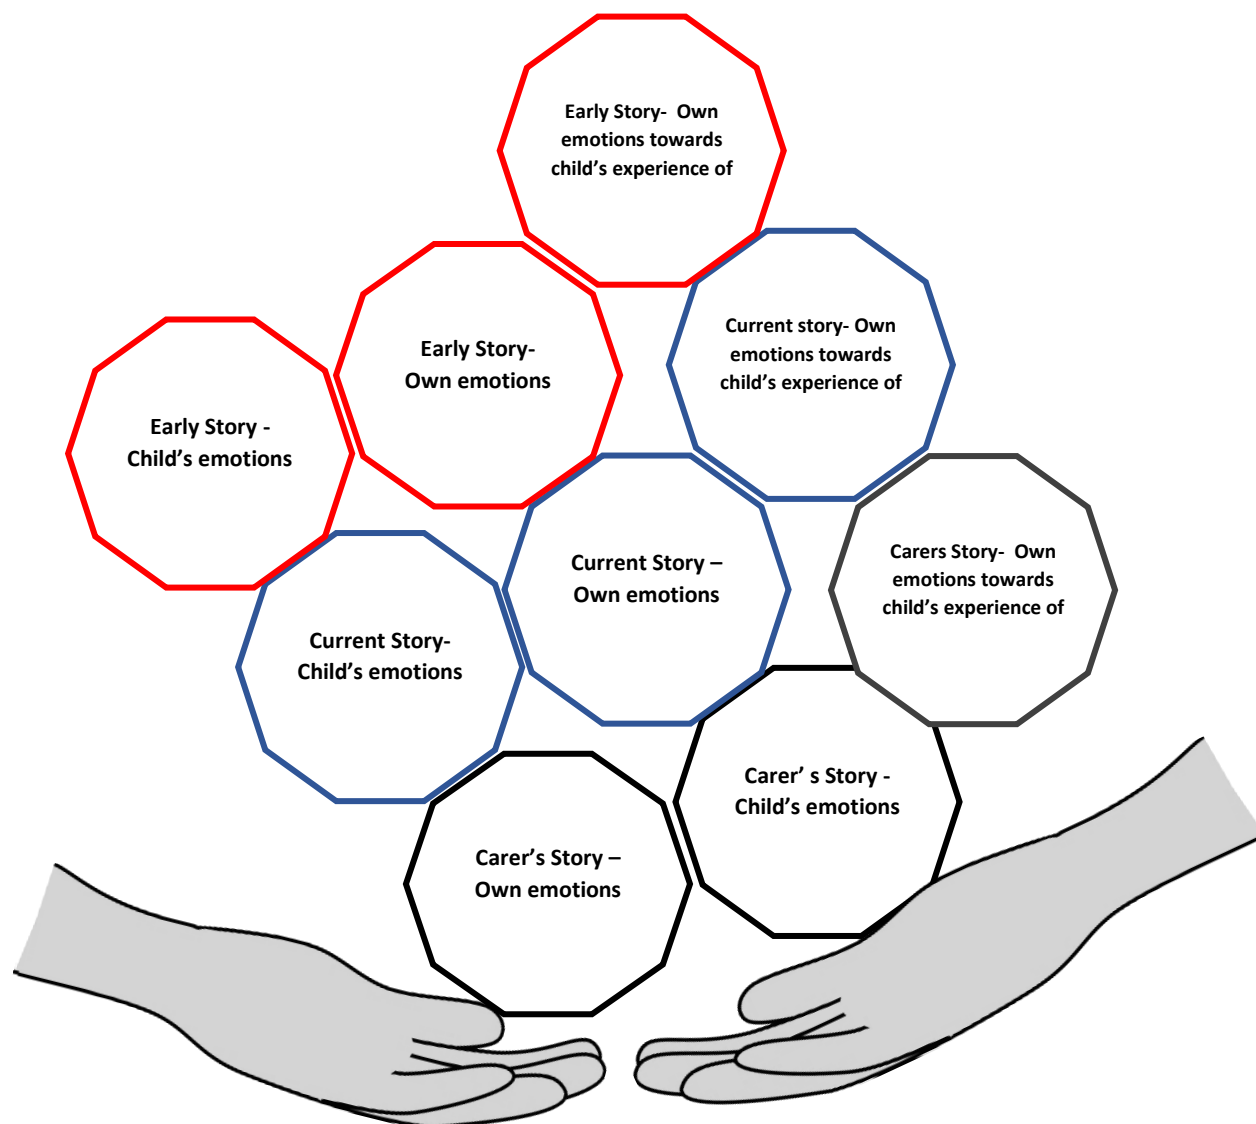 Early Story-  Own
emotions towards
child’s experience of
Early Story-
Own emotions
Current story- Own
emotions towards
child’s experience of
Early Story -
Child’s emotions
Current Story –
Own emotions
Carers Story-  Own
emotions towards
child’s experience of
Current Story-
Child’s emotions
Carer’ s Story -
Child’s emotions
Carer’s Story –
Own emotions